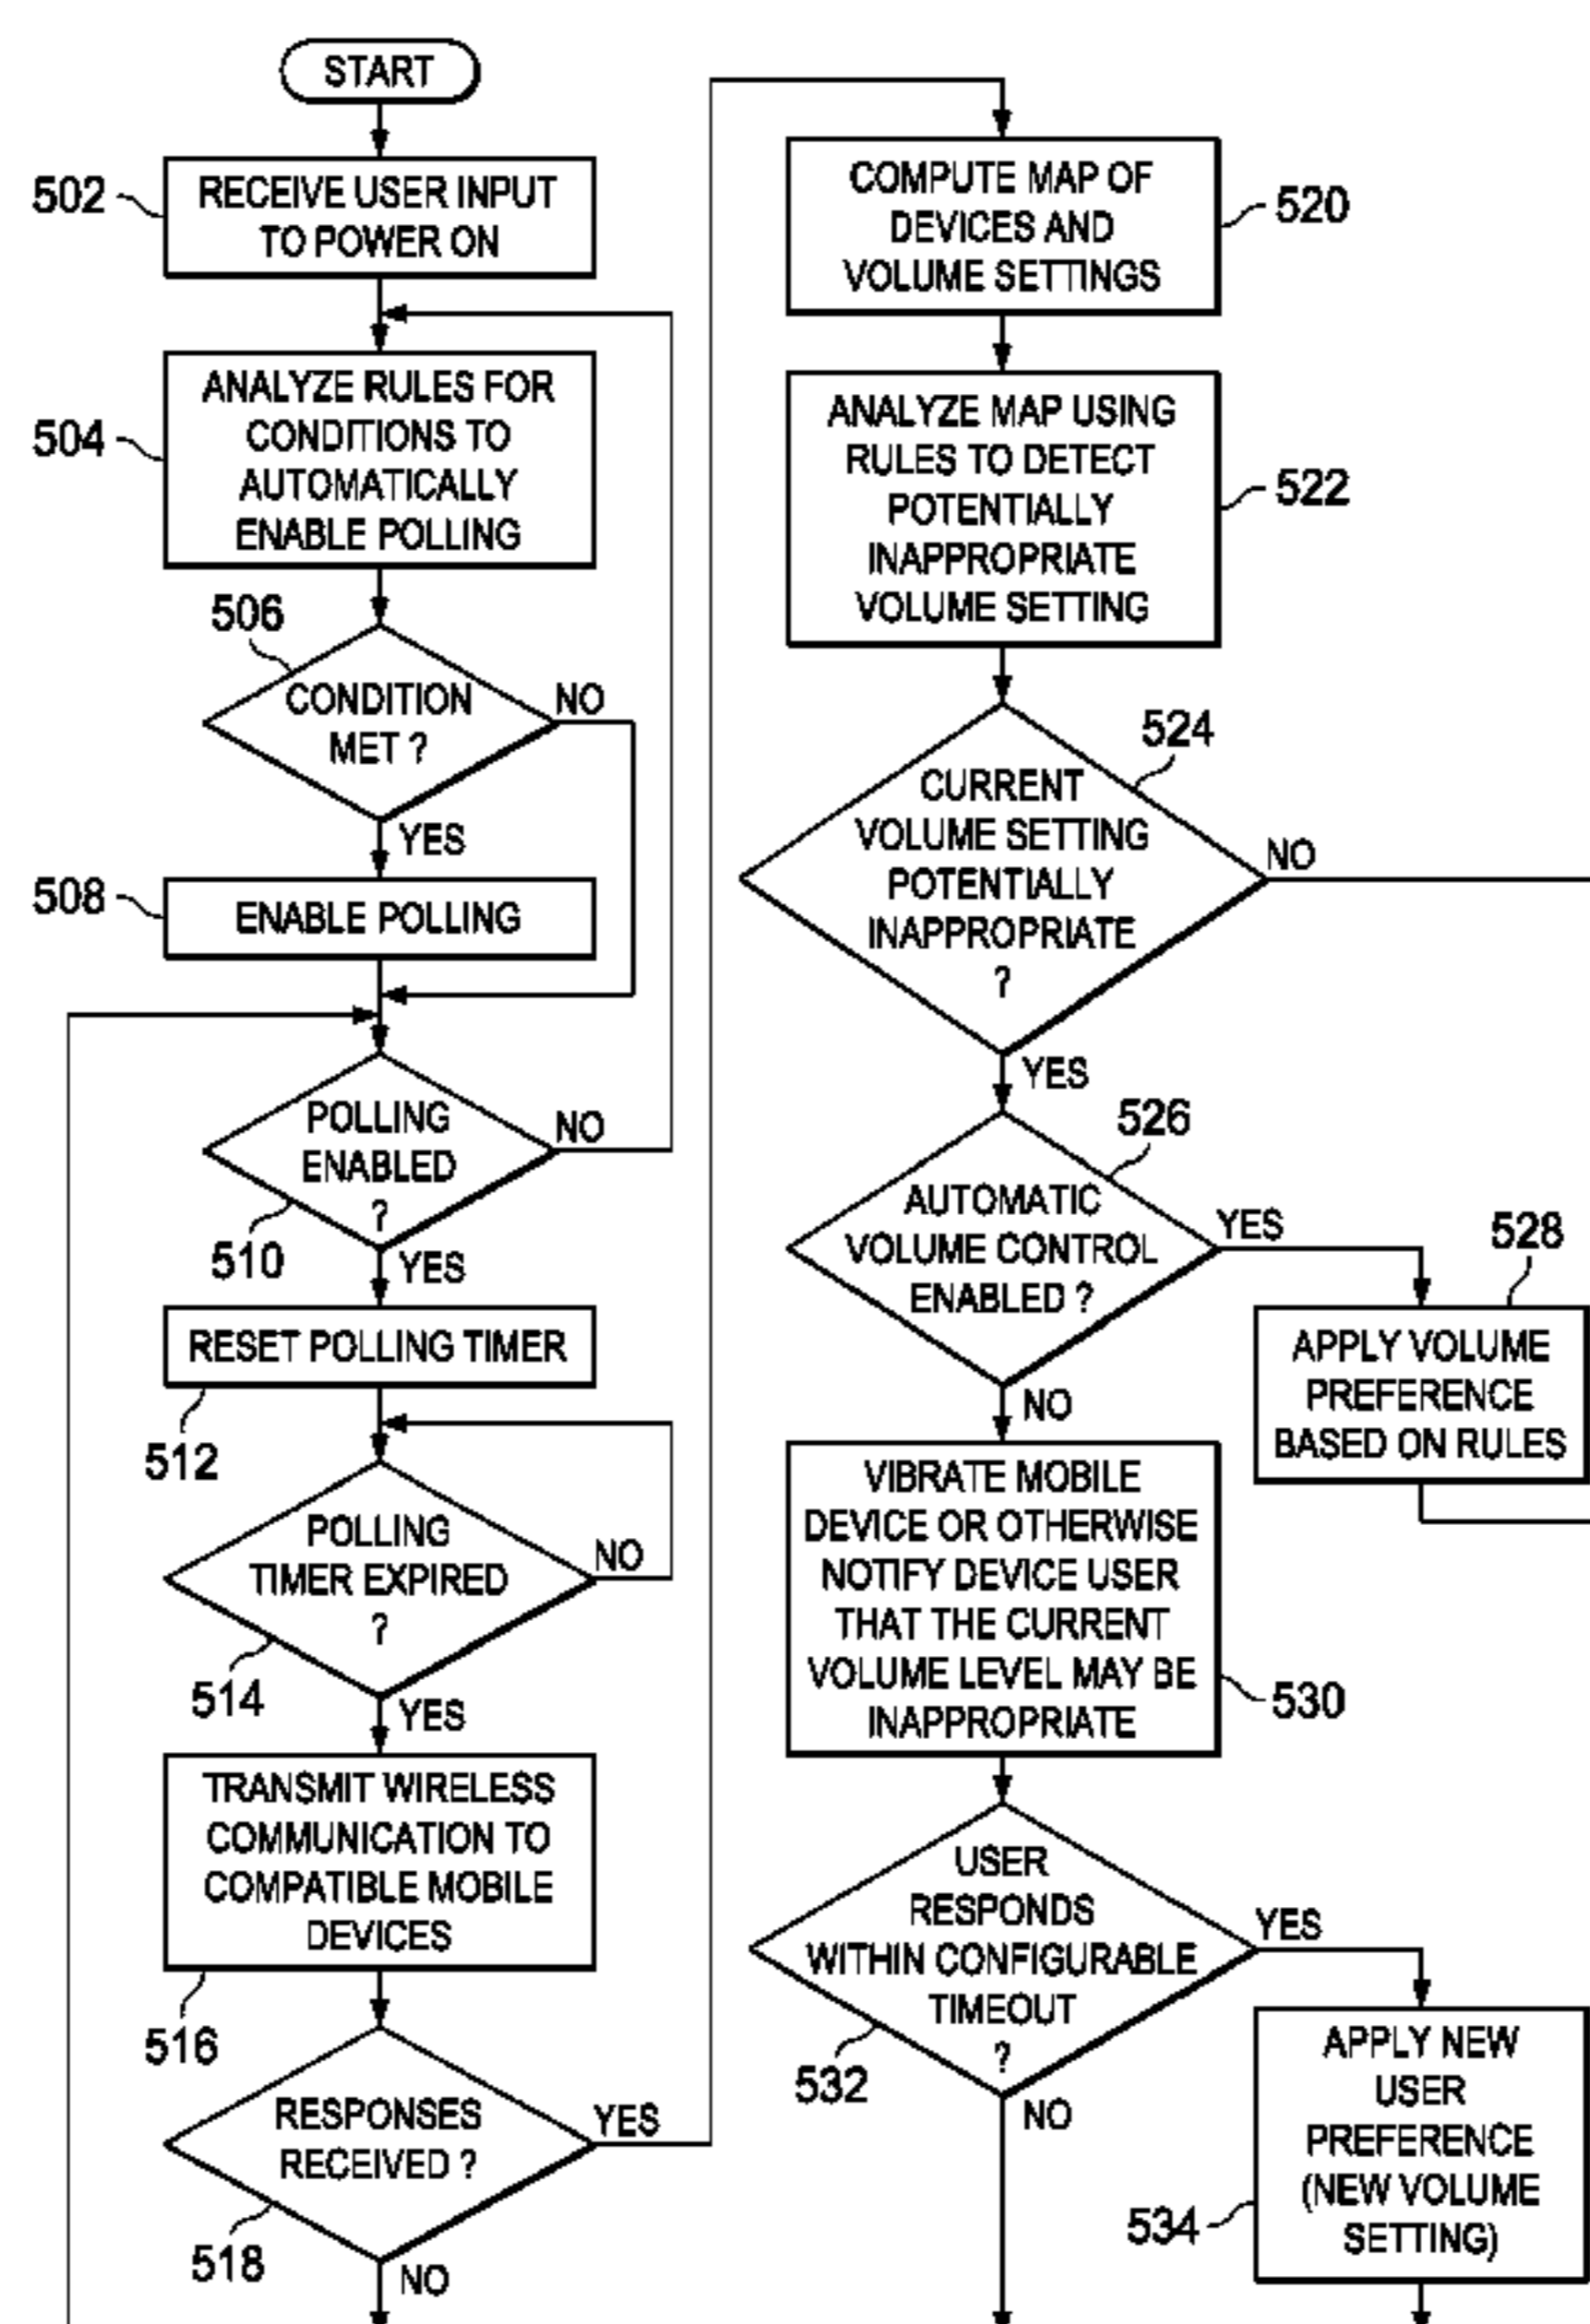 START
502
RECEIVE USER INPUT
TO POWER ON
504
ANALYZE RULES FOR
CONDITIONS TO
AUTOMATICALLY
ENABLE POLLING
506
CONDITION
MET ?
NO
YES
508
ENABLE POLLING
POLLING
ENABLED
?
NO
510
YES
RESET POLLING TIMER
512
POLLING
TIMER EXPIRED
?
NO
514
YES
TRANSMIT WIRELESS
COMMUNICATION TO
COMPATIBLE MOBILE
DEVICES
516
RESPONSES
RECEIVED ?
YES
518
NO
COMPUTE MAP OF
DEVICES AND
VOLUME SETTINGS
520
ANALYZE MAP USING
RULES TO DETECT
POTENTIALLY
INAPPROPRIATE
VOLUME SETTING
522
524
CURRENT
VOLUME SETTING
POTENTIALLY
INAPPROPRIATE
?
NO
YES
526
AUTOMATIC
VOLUME CONTROL
ENABLED ?
YES
528
APPLY VOLUME
PREFERENCE
BASED ON RULES
NO
VIBRATE MOBILE
DEVICE OR OTHERWISE
NOTIFY DEVICE USER
THAT THE CURRENT
VOLUME LEVEL MAY BE
INAPPROPRIATE
530
USER
RESPONDS
WITHIN CONFIGURABLE
TIMEOUT
?
YES
532
NO
APPLY NEW
USER
PREFERENCE
(NEW VOLUME
SETTING)
534